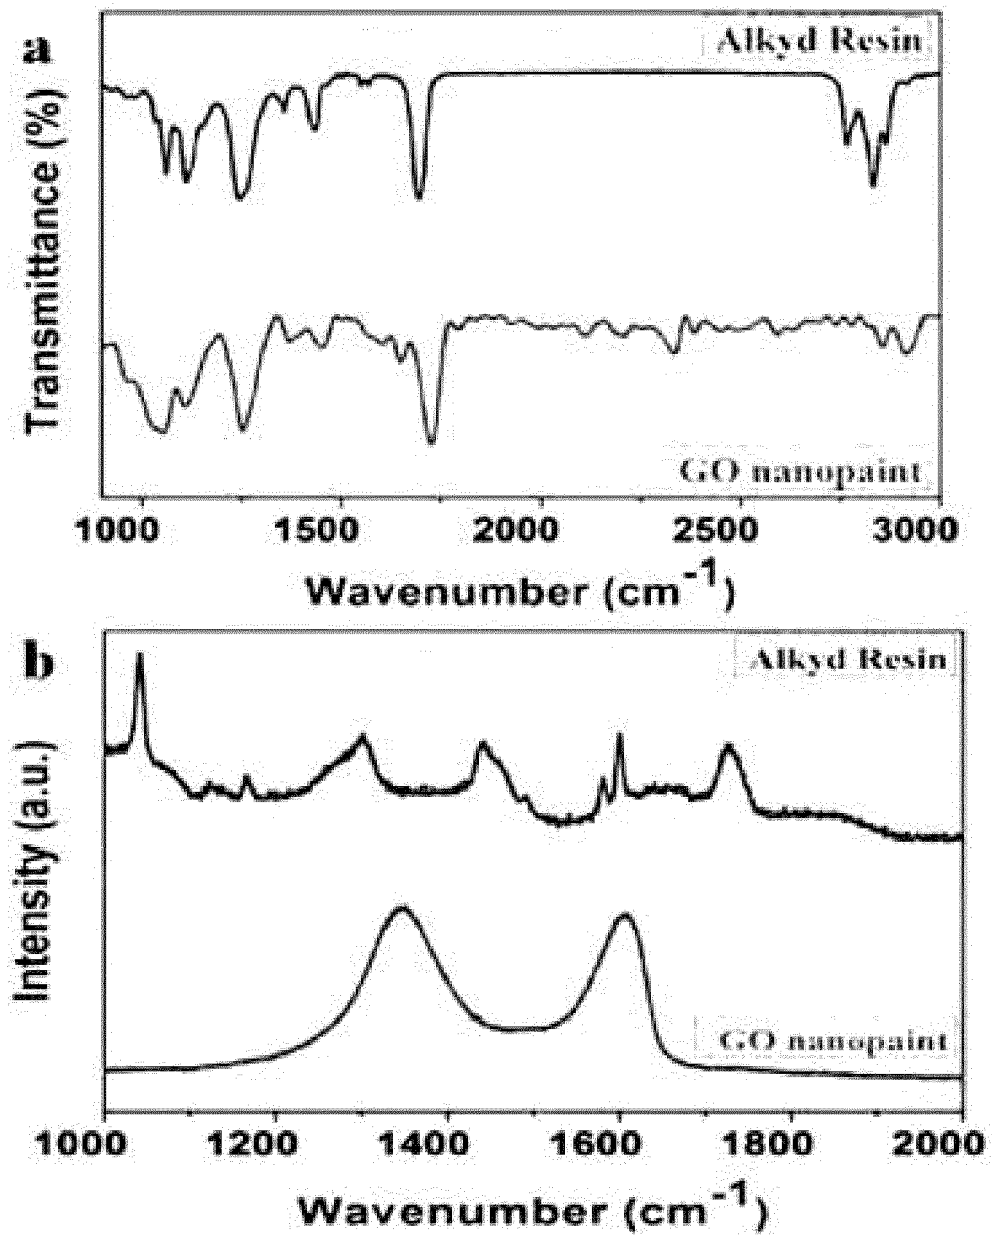 a
Alkyd Resin
Transmittance (%)
GO nanopaint
1000 1500 2000 2500 3000
Wavenumber (cm-1)
b
Alkyd Resin
Intensity (a.u.)
GO nanopaint
1000 1200 1400 1600 1800 2000
Wavenumber (cm-1)